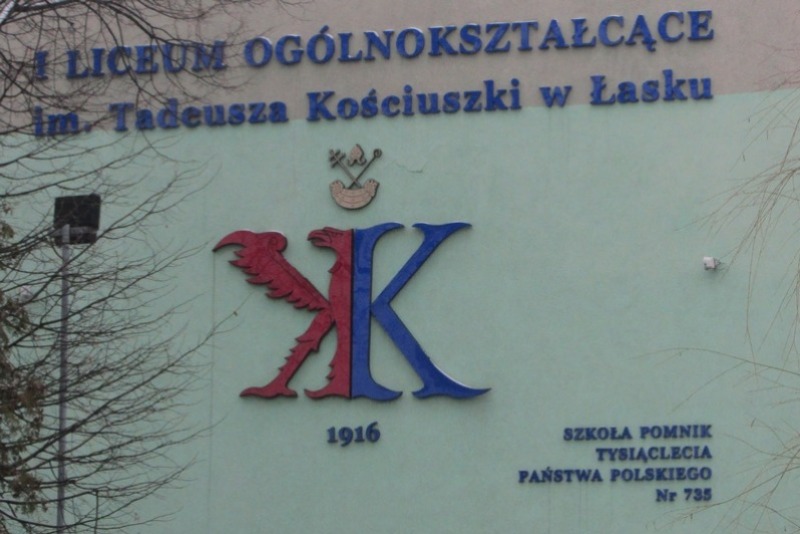 I LICEUM OGÓLNOKSZTAŁCĄCE
im. Tadeusza Kościuszki w Łasku
K
1916
SZKOŁA POMNIK
TYSIĄCLECIA
PAŃSTWA POLSKIEGO
Nr 735